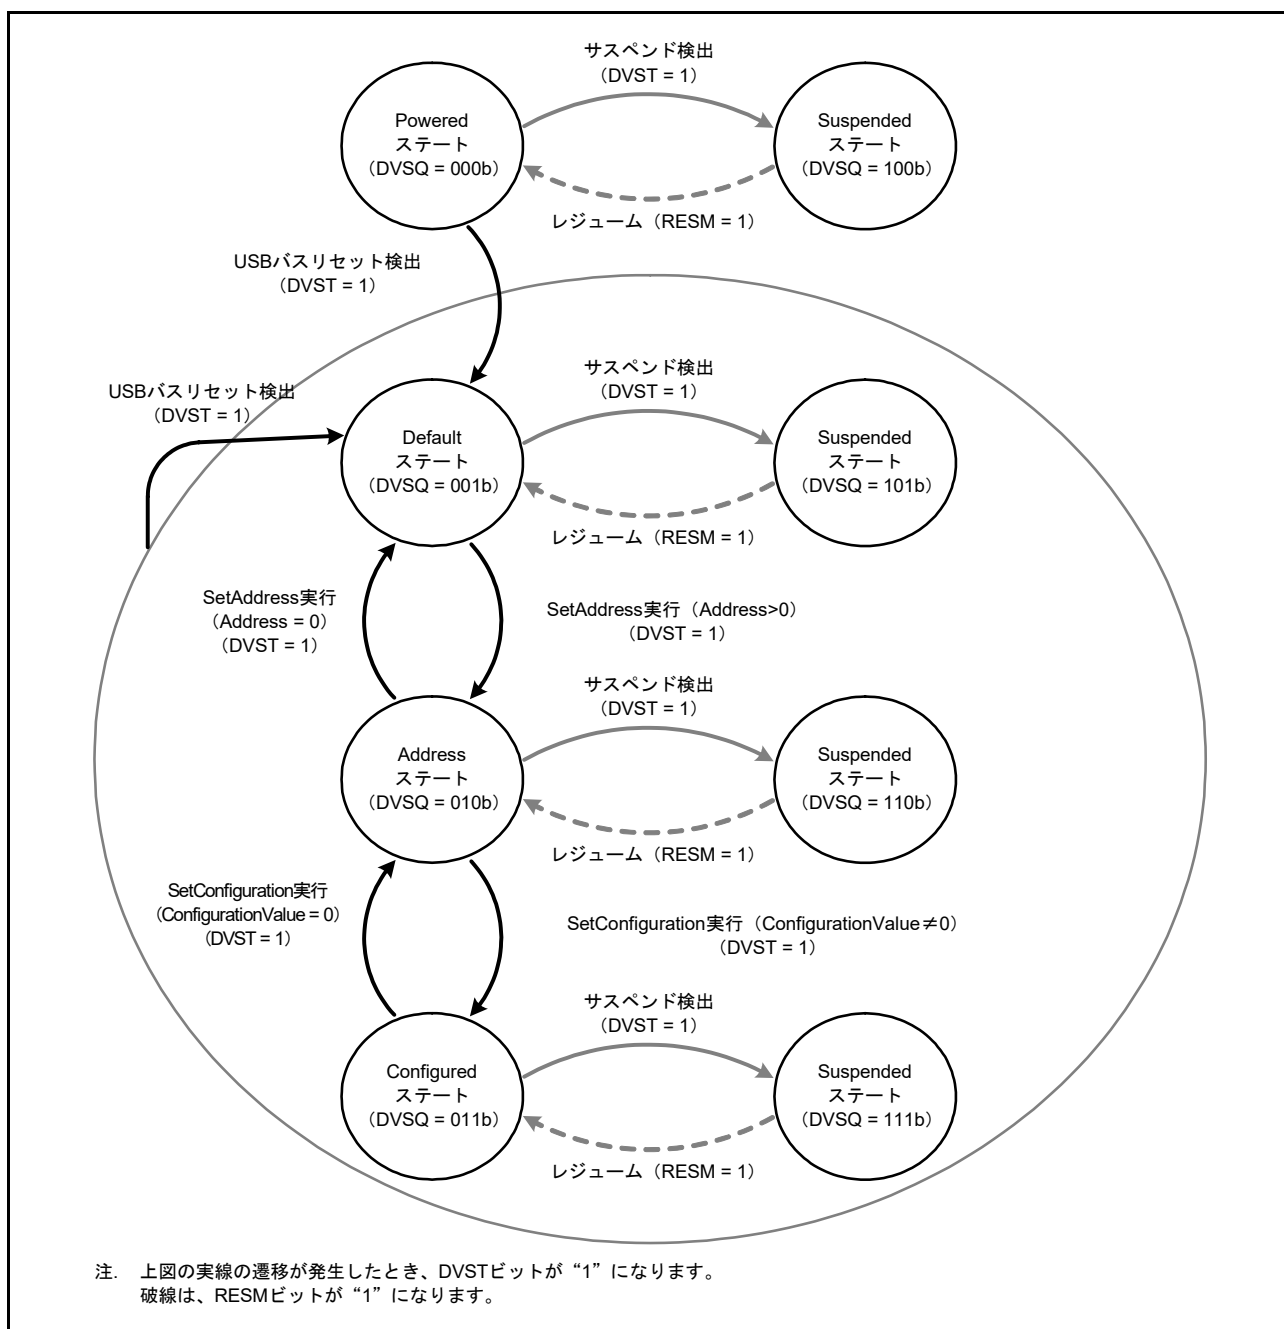 サスペンド検出
（DVST = 1）
Powered
ステート
（DVSQ = 000b）
Suspended
ステート
（DVSQ = 100b）
レジューム（RESM = 1）
USBバスリセット検出
（DVST = 1）
USBバスリセット検出
（DVST = 1）
サスペンド検出
（DVST = 1）
Default
ステート
（DVSQ = 001b）
Suspended
ステート
（DVSQ = 101b）
レジューム（RESM = 1）
SetAddress実行
（Address = 0）
（DVST = 1）
SetAddress実行（Address>0）
（DVST = 1）
サスペンド検出
（DVST = 1）
Address
ステート
（DVSQ = 010b）
Suspended
ステート
（DVSQ = 110b）
レジューム（RESM = 1）
SetConfiguration実行
（ConfigurationValue = 0）
（DVST = 1）
SetConfiguration実行（ConfigurationValue≠0）
（DVST = 1）
サスペンド検出
（DVST = 1）
Configured
ステート
（DVSQ = 011b）
Suspended
ステート
（DVSQ = 111b）
レジューム（RESM = 1）
注. 上図の実線の遷移が発生したとき、DVSTビットが“1”になります。
破線は、RESMビットが“1”になります。